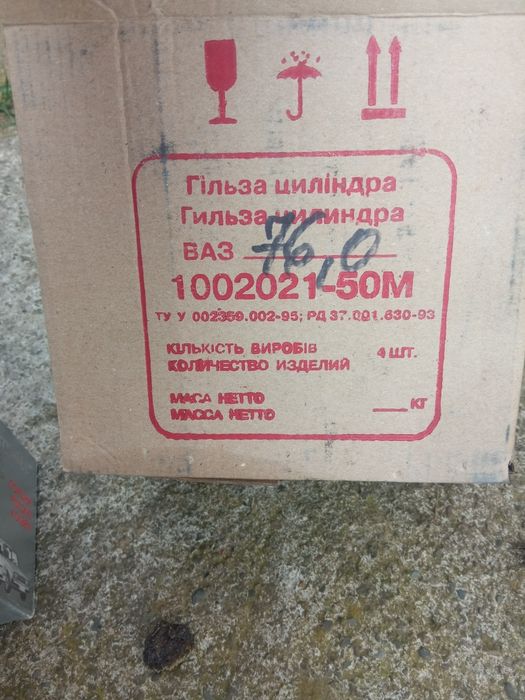 Гільза циліндра
Гильза цилиндра
ВАЗ 76,0
1002021-50М
ТУ У 002359.002-95; РД 37.001.630-93
КІЛЬКІСТЬ ВИРОБІВ 4 ШТ.
КОЛИЧЕСТВО ИЗДЕЛИЙ
МАСА НЕТТО
МАССА НЕТТО ___ КГ